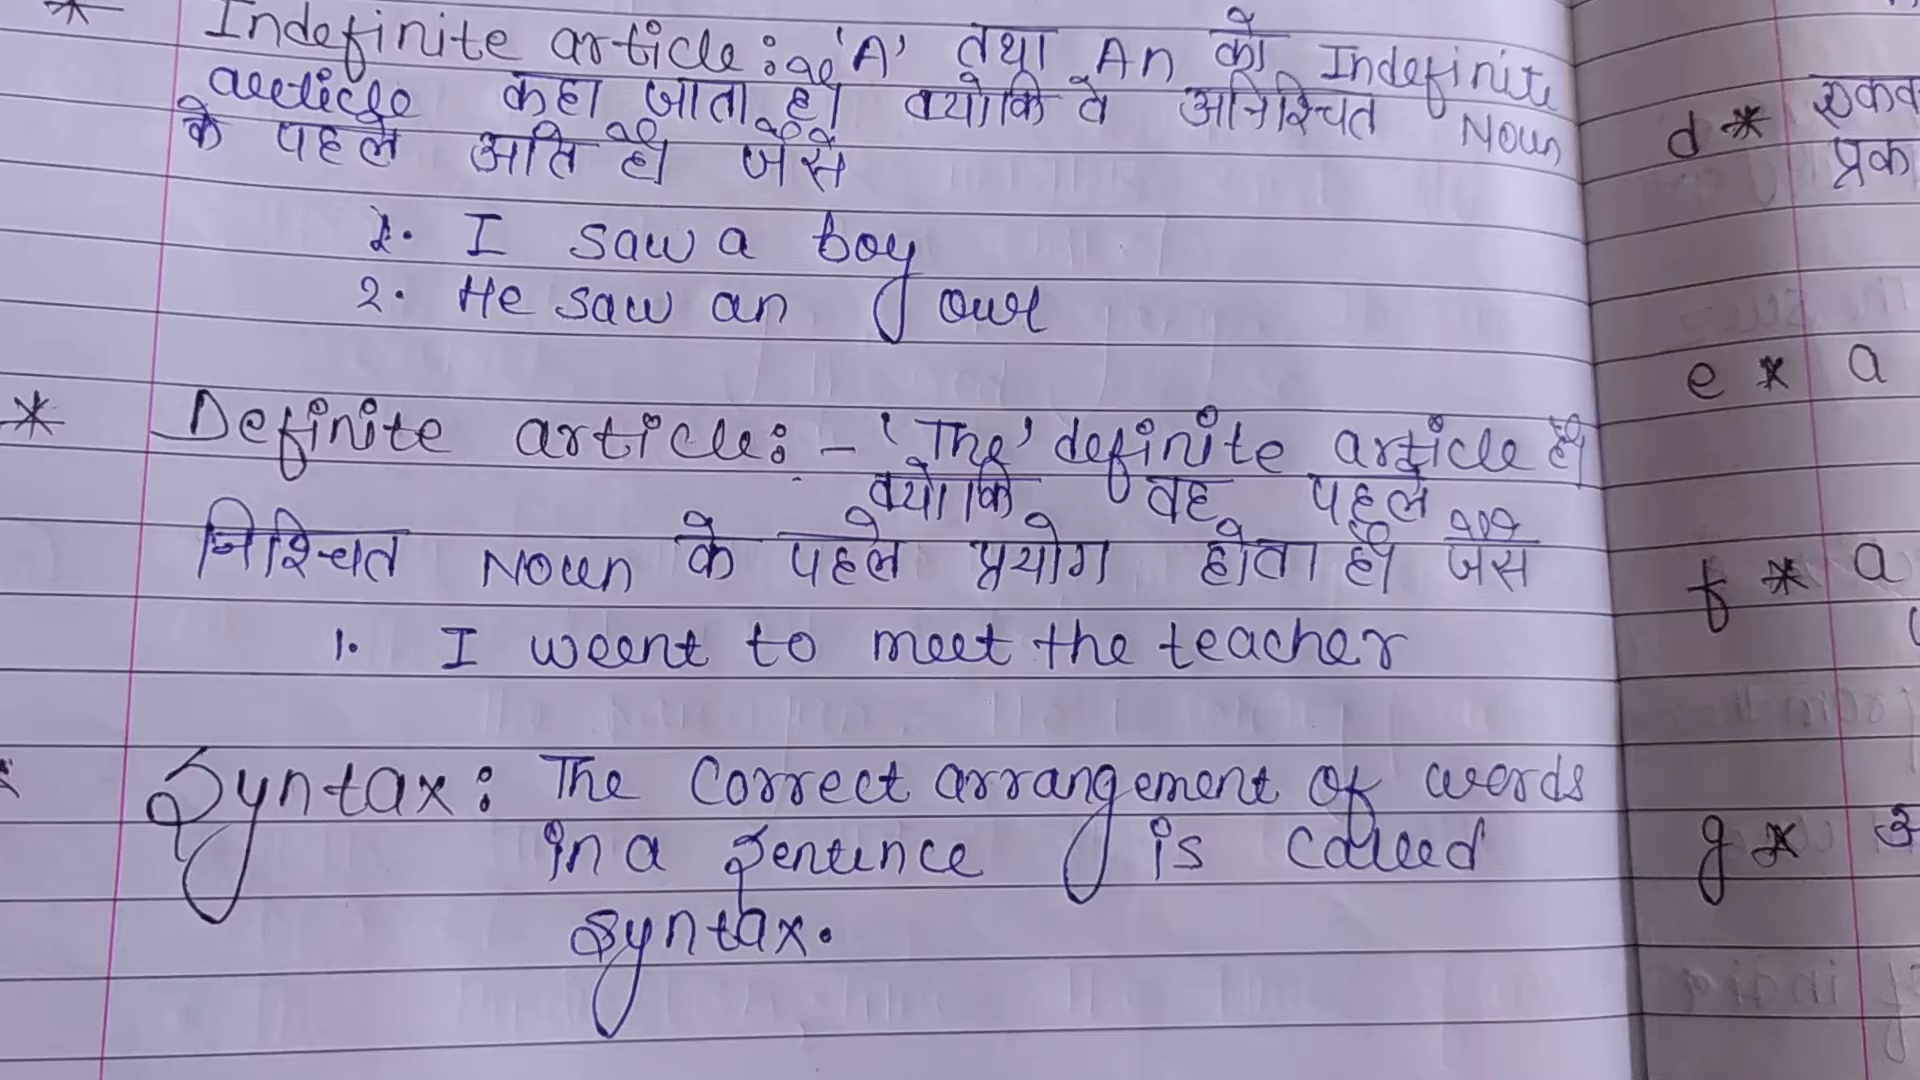 * Indefinite article: 'A' तथा An को Indefinite
article कहा जाता है। क्योंकि वे अनिश्चित Noun
के पहले आते है। जैसे
1. I saw a boy
2. He saw an owl
* Definite article:- 'The' definite article है।
क्योंकि वह पहले
निश्चित Noun के पहले प्रयोग होता है। जैसे
1. I weent to meet the teacher
Syntax: The Correct arrangement of words
in a sentence is called
syntax.
d *
प्रक
e * a
f * a
g *